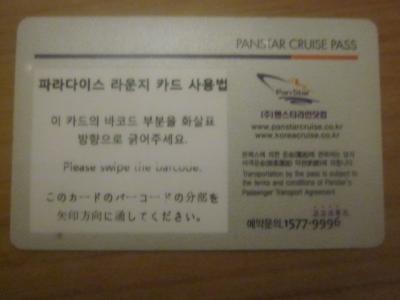 PANSTAR CRUISE PASS
파라다이스 라운지 카드 사용법
이 카드의 바코드 부분을 화살표
방향으로 긁어주세요.
Please swipe the barcode.
このカードのバーコードの分部を
矢印方向に通してください。
PanStar
(주)팬스타라인닷컴
www.panstarcruise.co.kr
www.koreacruise.co.kr
Transportation by the pass is subject to
the terms and conditions of Panstar's
Passenger Transport Agreement.
예약문의.1577-9996